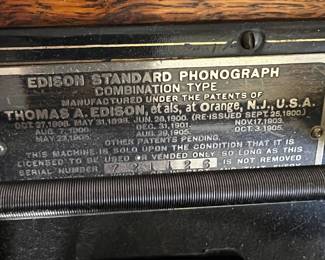 EDISON STANDARD PHONOGRAPH
COMBINATION TYPE
MANUFACTURED UNDER THE PATENTS OF
THOMAS A. EDISON, et als, at Orange, N.J., U.S.A.
OCT. 27, 1896. MAY 31, 1898. JUN. 26, 1900. (RE-ISSUED SEPT. 25, 1900.)
AUG. 7, 1900. DEC. 31, 1901. NOV. 17, 1903.
MAY 23, 1905. AUG. 29, 1905. OCT. 3, 1905.
OTHER PATENTS PENDING.
THIS MACHINE IS SOLD UPON THE CONDITION THAT IT IS
LICENSED TO BE USED OR VENDED ONLY SO LONG AS THIS
SERIAL NUMBER IS NOT REMOVED